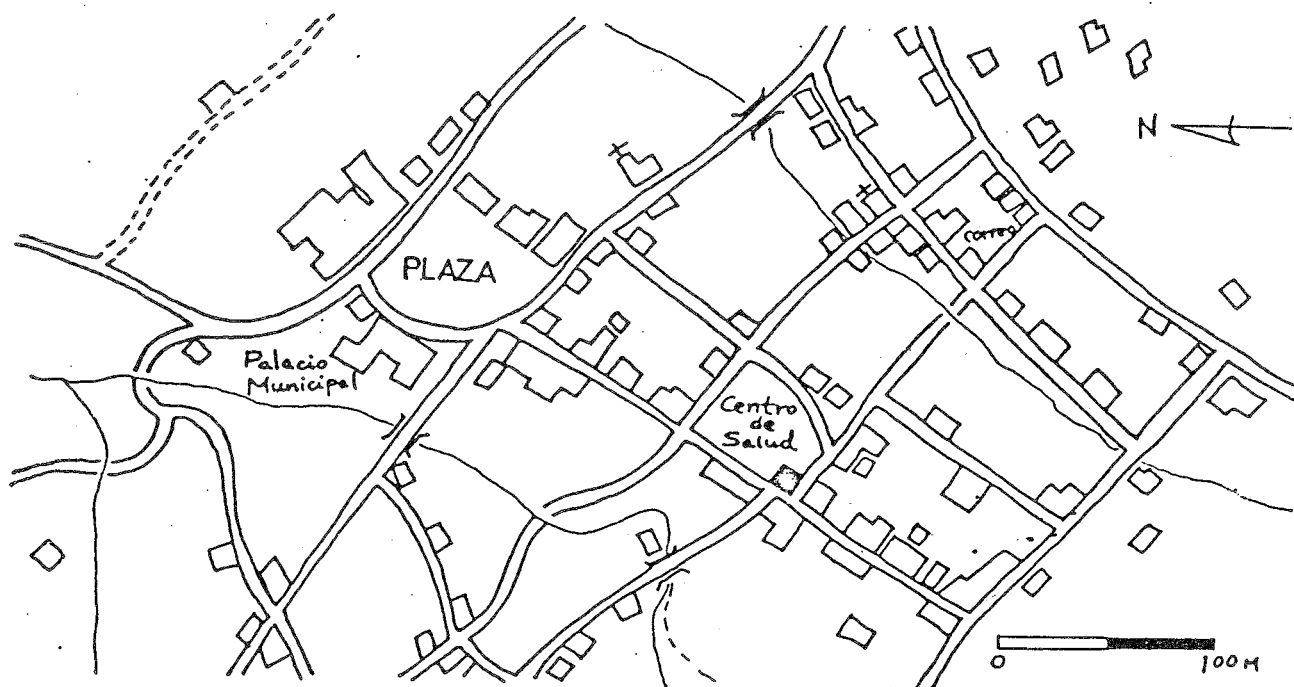 N
correo
PLAZA
Palacio
Municipal
Centro
de
Salud
0 100 M